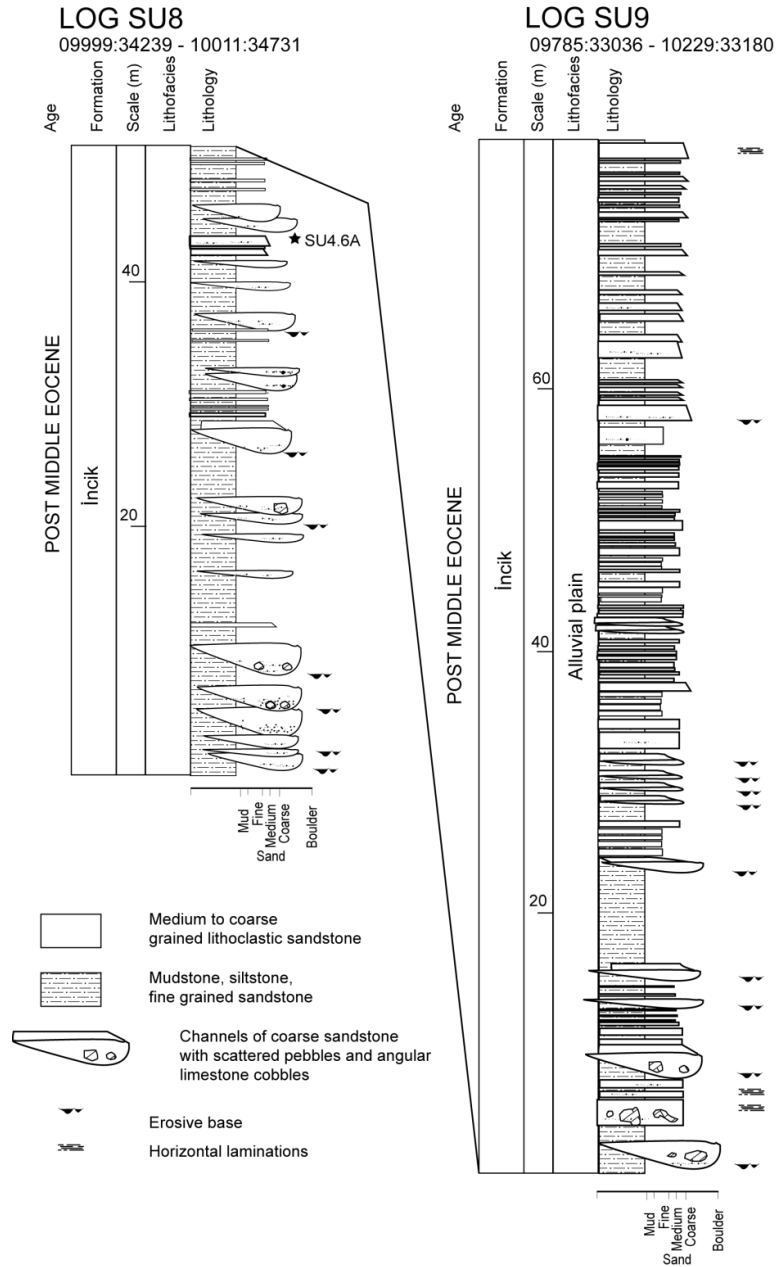 LOG SU8
09999:34239 - 10011:34731
Age
Formation
Scale (m)
Lithofacies
Lithology
POST MIDDLE EOCENE
İncik
40
20
SU4.6A
Mud
Fine
Medium
Coarse
Boulder
Sand
LOG SU9
09785:33036 - 10229:33180
Age
Formation
Scale (m)
Lithofacies
Lithology
POST MIDDLE EOCENE
İncik
60
40
20
Alluvial plain
Mud
Fine
Medium
Coarse
Boulder
Sand
Medium to coarse
grained lithoclastic sandstone
Mudstone, siltstone,
fine grained sandstone
Channels of coarse sandstone
with scattered pebbles and angular
limestone cobbles
Erosive base
Horizontal laminations